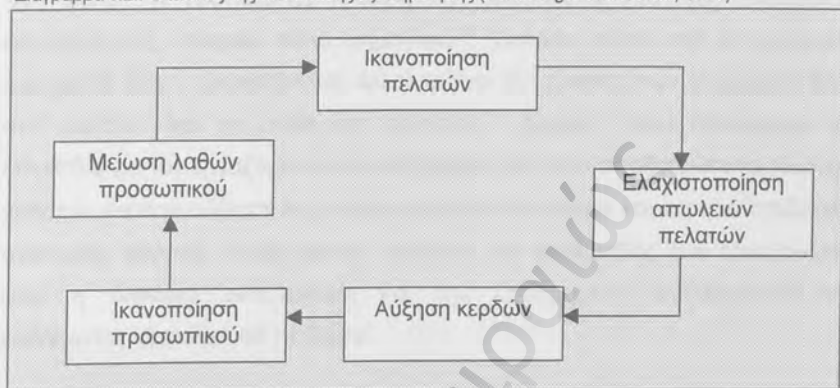 Ικανοποίηση
πελατών
Μείωση λαθών
προσωπικού
Ελαχιστοποίηση
απωλειών
πελατών
Ικανοποίηση
προσωπικού
Αύξηση κερδών